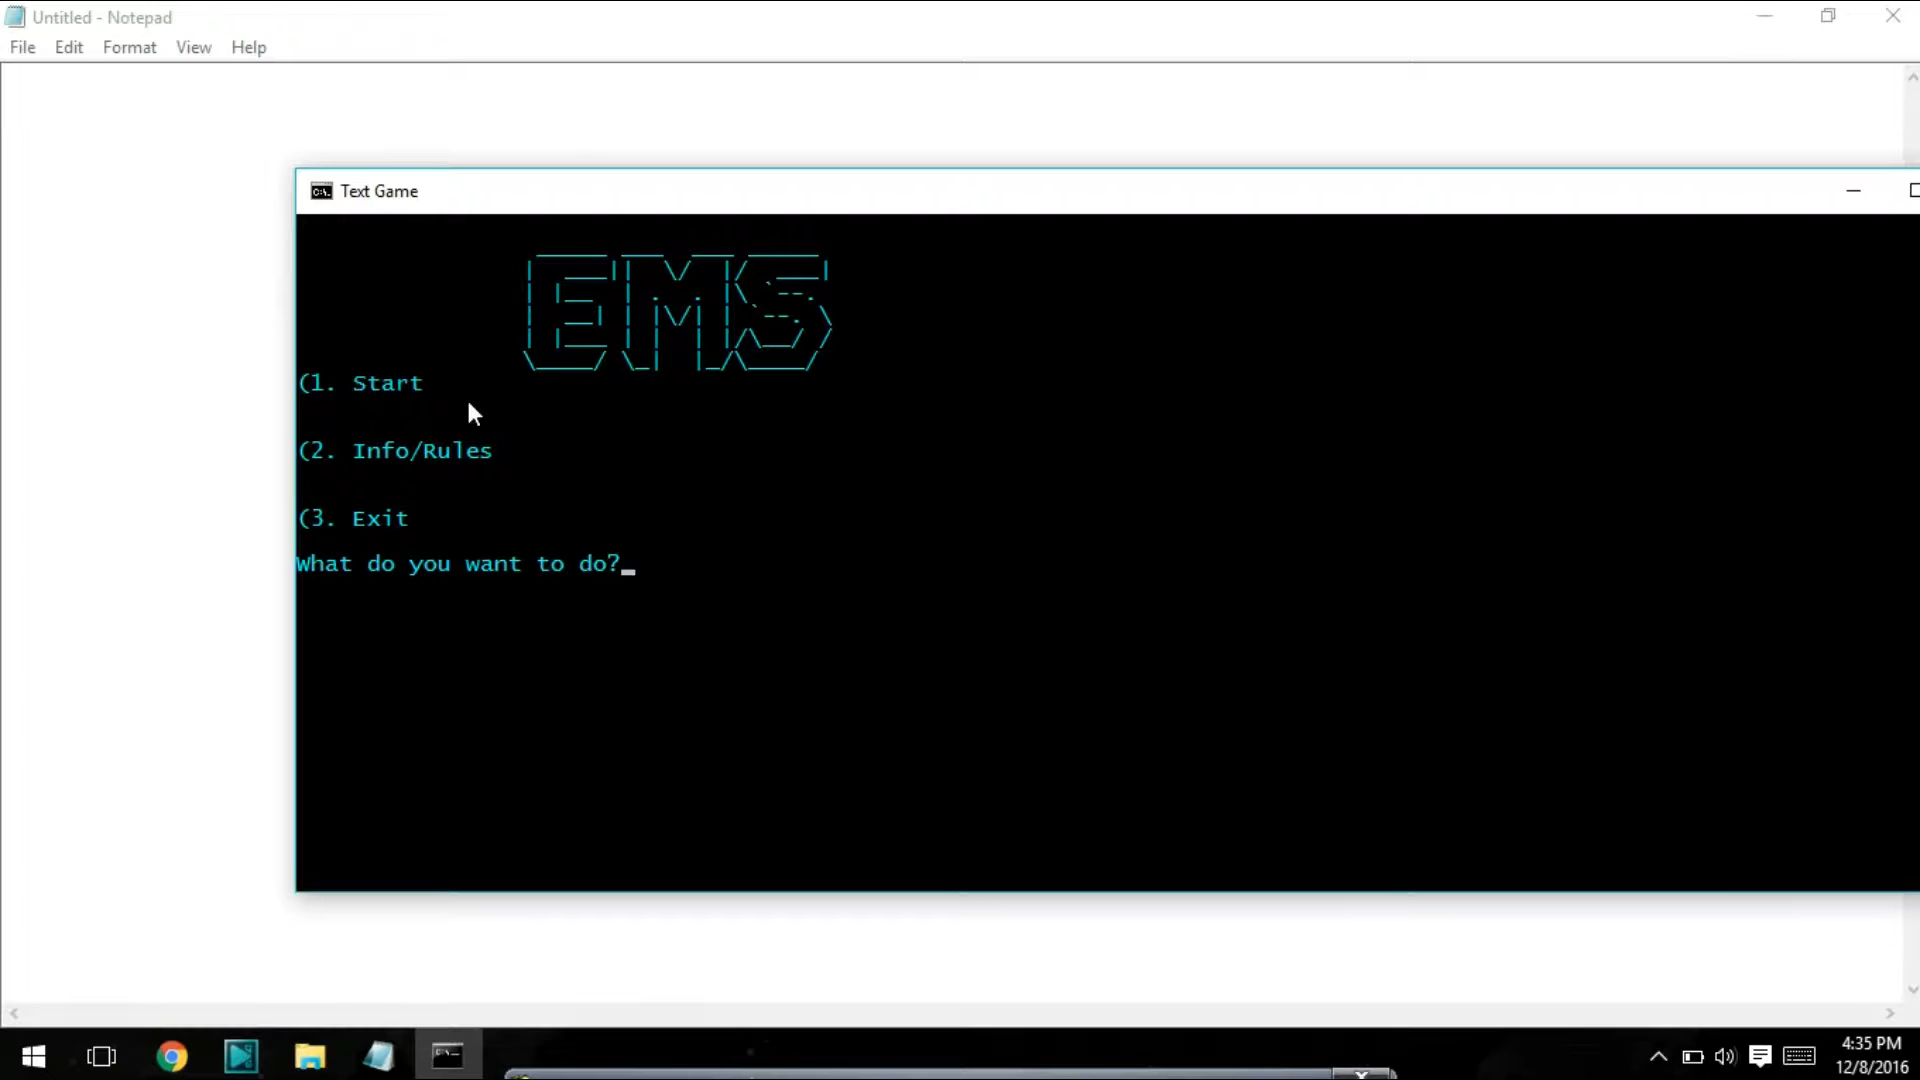 Untitled - Notepad
File Edit Format View Help
Text Game
EMS
(1. Start
(2. Info/Rules
(3. Exit
What do you want to do?_
4:35 PM
12/8/2016